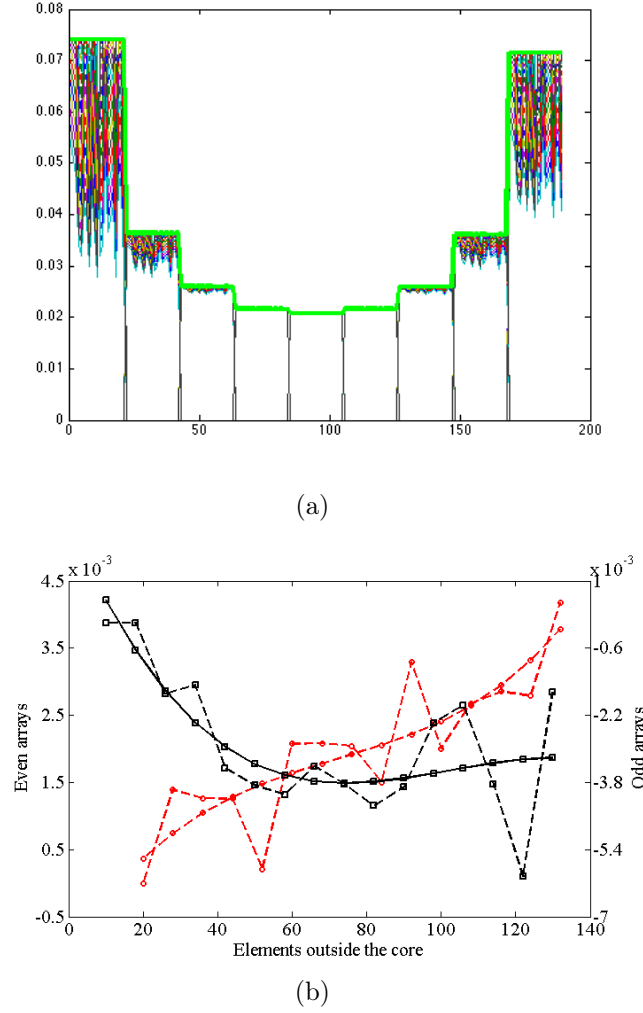 0.08
0.07
0.06
0.05
0.04
0.03
0.02
0.01
0
0 50 100 150 200
(a)
x 10⁻³ x 10⁻³
4.5 1
3.5 -0.6
2.5 -2.2
1.5 -3.8
0.5 -5.4
-0.5 -7
Even arrays
Odd arrays
0 20 40 60 80 100 120 140
Elements outside the core
(b)